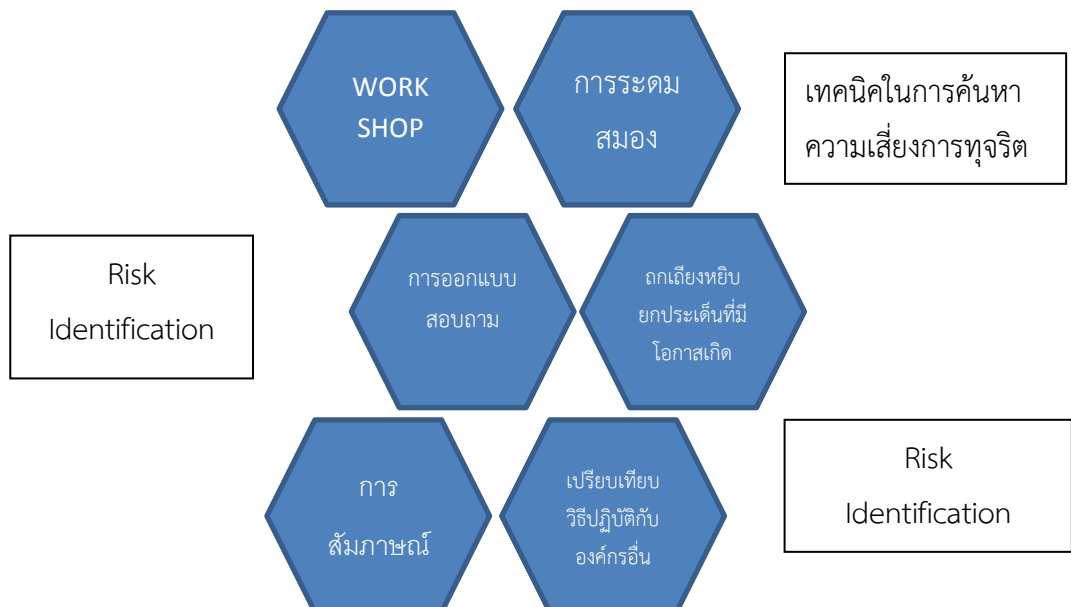 WORK
SHOP
การระดม
สมอง
เทคนิคในการค้นหา
ความเสี่ยงการทุจริต
Risk
Identification
การออกแบบ
สอบถาม
ถกเถียงหยิบ
ยกประเด็นที่มี
โอกาสเกิด
การ
สัมภาษณ์
เปรียบเทียบ
วิธีปฏิบัติกับ
องค์กรอื่น
Risk
Identification